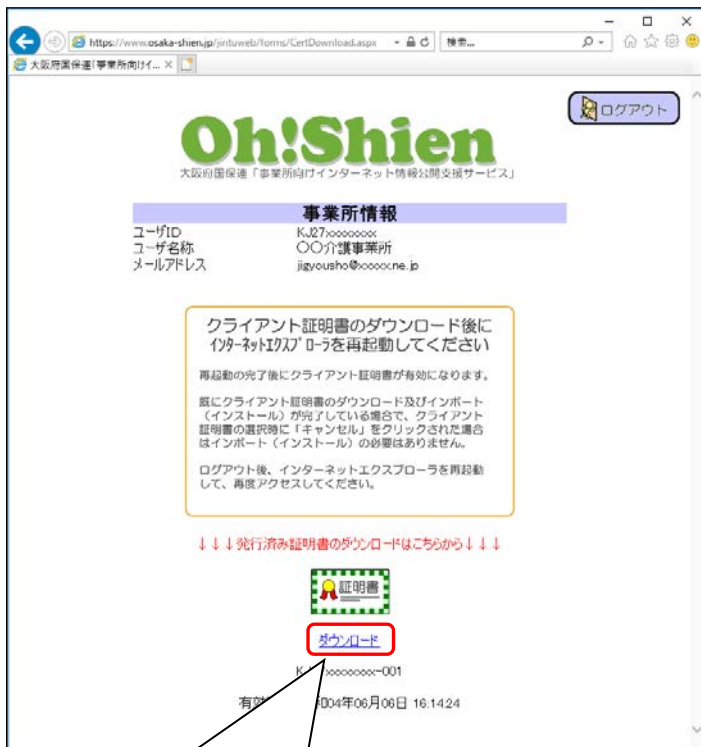 https://www.osaka-shien.jp/jintuweb/forms/CertDownload.aspx
検索...
大阪府国保連「事業所向けイ...
ログアウト
Oh!Shien
大阪府国保連「事業所向けインターネット情報公開支援サービス」
事業所情報
ユーザID KJ27xxxxxxxx
ユーザ名称 〇〇介護事業所
メールアドレス jigyousho@xxxxx.ne.jp
クライアント証明書のダウンロード後に
インターネットエクスプローラを再起動してください
再起動の完了後にクライアント証明書が有効になります。
既にクライアント証明書のダウンロード及びインポート
(インストール)が完了している場合で、クライアント
証明書の選択時に「キャンセル」をクリックされた場合
はインポート(インストール)の必要はありません。
ログアウト後、インターネットエクスプローラを再起動
して、再度アクセスしてください。
↓↓↓発行済み証明書のダウンロードはこちらから↓↓↓
証明書
ダウンロード
xxxxxxxx-001
04年06月06日 16:14:24